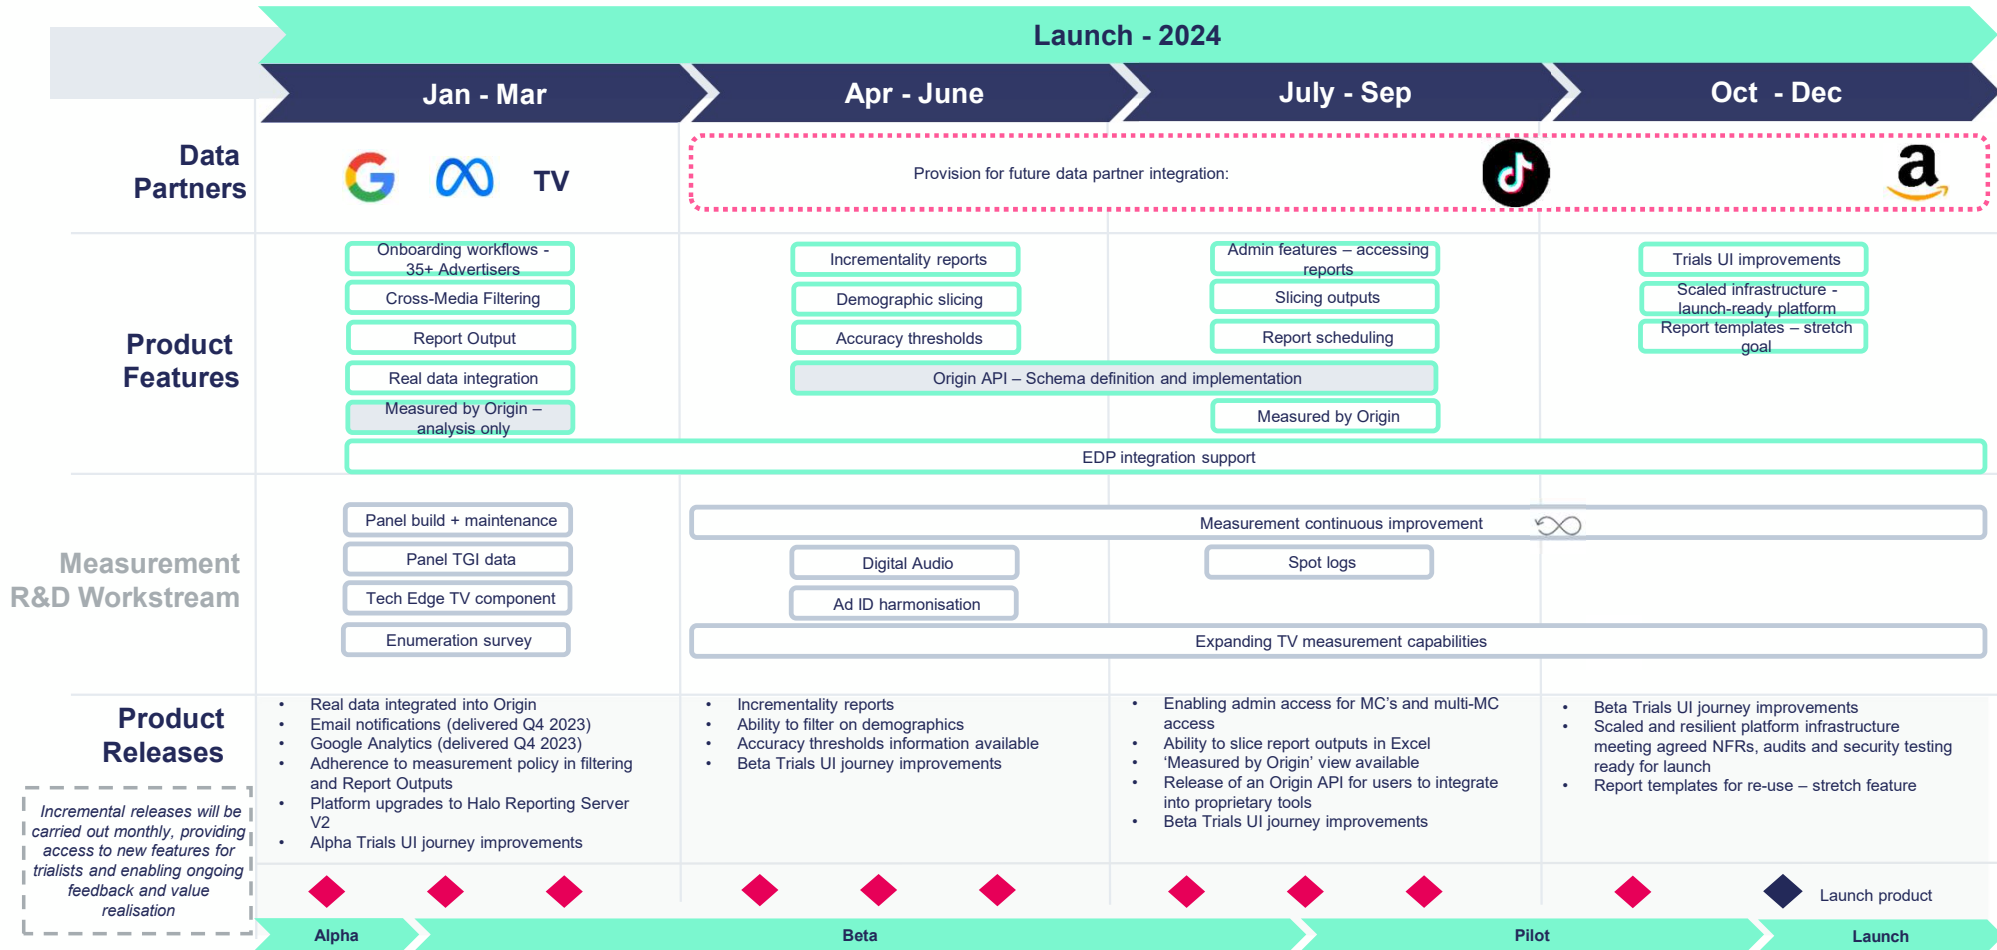 Launch - 2024
Jan - Mar
Apr - June
July - Sep
Oct - Dec
Data
Partners
TV
Provision for future data partner integration:
a
Product
Features
Onboarding workflows -
35+ Advertisers
Cross-Media Filtering
Report Output
Real data integration
Measured by Origin –
analysis only
Incrementality reports
Demographic slicing
Accuracy thresholds
Origin API – Schema definition and implementation
Admin features – accessing
reports
Slicing outputs
Report scheduling
Measured by Origin
Trials UI improvements
Scaled infrastructure -
launch-ready platform
Report templates – stretch
goal
EDP integration support
Measurement
R&D Workstream
Panel build + maintenance
Panel TGI data
Tech Edge TV component
Enumeration survey
Measurement continuous improvement
Digital Audio
Ad ID harmonisation
Spot logs
Expanding TV measurement capabilities
Product
Releases
Incremental releases will be
carried out monthly, providing
access to new features for
trialists and enabling ongoing
feedback and value
realisation
• Real data integrated into Origin
• Email notifications (delivered Q4 2023)
• Google Analytics (delivered Q4 2023)
• Adherence to measurement policy in filtering
and Report Outputs
• Platform upgrades to Halo Reporting Server
V2
• Alpha Trials UI journey improvements
• Incrementality reports
• Ability to filter on demographics
• Accuracy thresholds information available
• Beta Trials UI journey improvements
• Enabling admin access for MC's and multi-MC
access
• Ability to slice report outputs in Excel
• 'Measured by Origin' view available
• Release of an Origin API for users to integrate
into proprietary tools
• Beta Trials UI journey improvements
• Beta Trials UI journey improvements
• Scaled and resilient platform infrastructure
meeting agreed NFRs, audits and security testing
ready for launch
• Report templates for re-use – stretch feature
Launch product
Alpha
Beta
Pilot
Launch